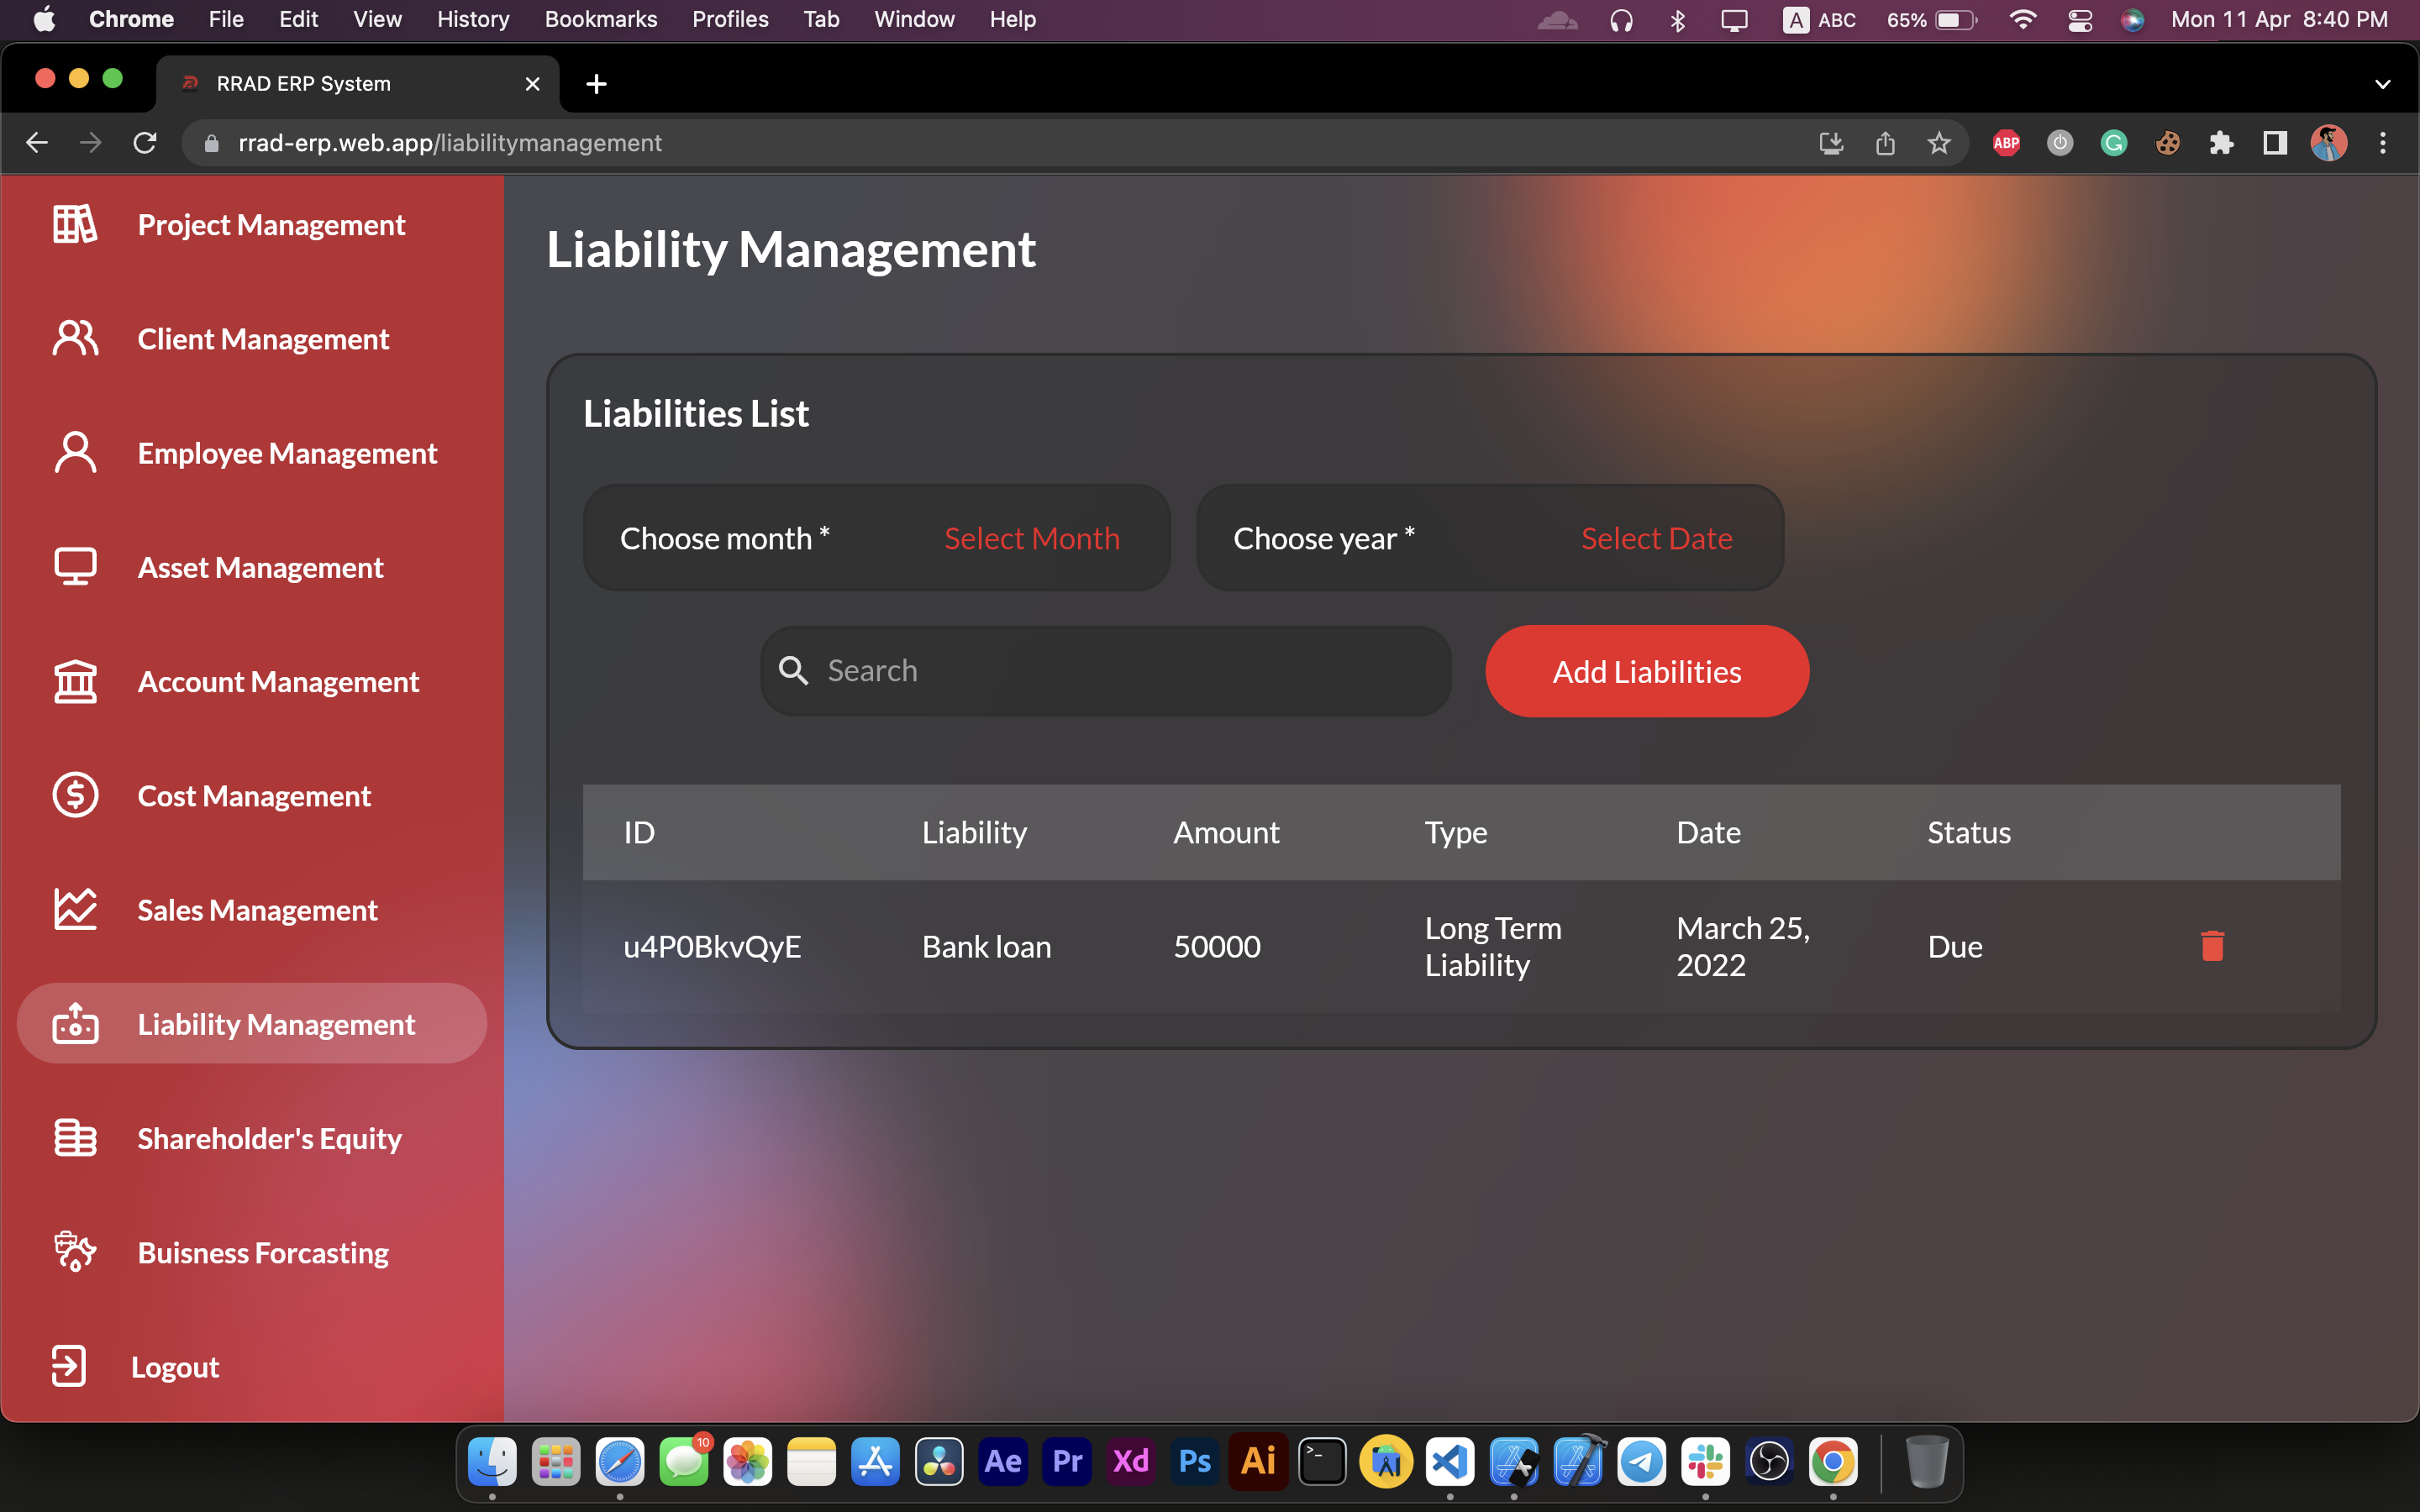 Chrome File Edit View History Bookmarks Profiles Tab Window Help
A ABC 65% Mon 11 Apr 8:40 PM
RRAD ERP System
rrad-erp.web.app/liabilitymanagement
ABP
Project Management
Client Management
Employee Management
Asset Management
Account Management
Cost Management
Sales Management
Liability Management
Shareholder's Equity
Buisness Forcasting
Logout
Liability Management
Liabilities List
Choose month * Select Month
Choose year * Select Date
Search
Add Liabilities
ID Liability Amount Type Date Status
u4P0BkvQyE Bank loan 50000 Long Term Liability March 25, 2022 Due
10
Ae Pr Xd Ps Ai